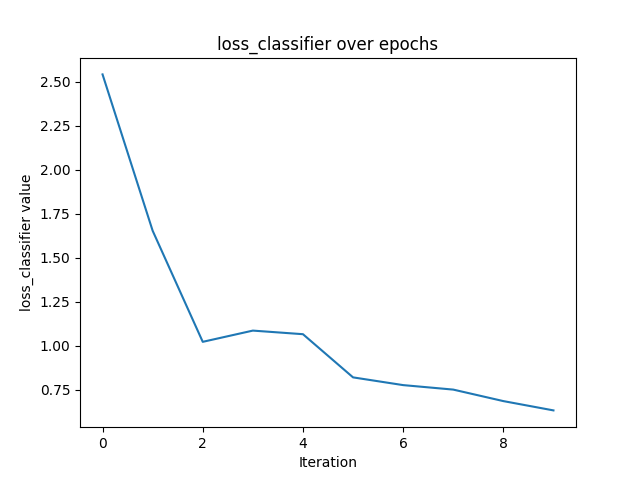 loss_classifier over epochs
2.50
2.25
2.00
1.75
1.50
1.25
1.00
0.75
loss_classifier value
0 2 4 6 8
Iteration